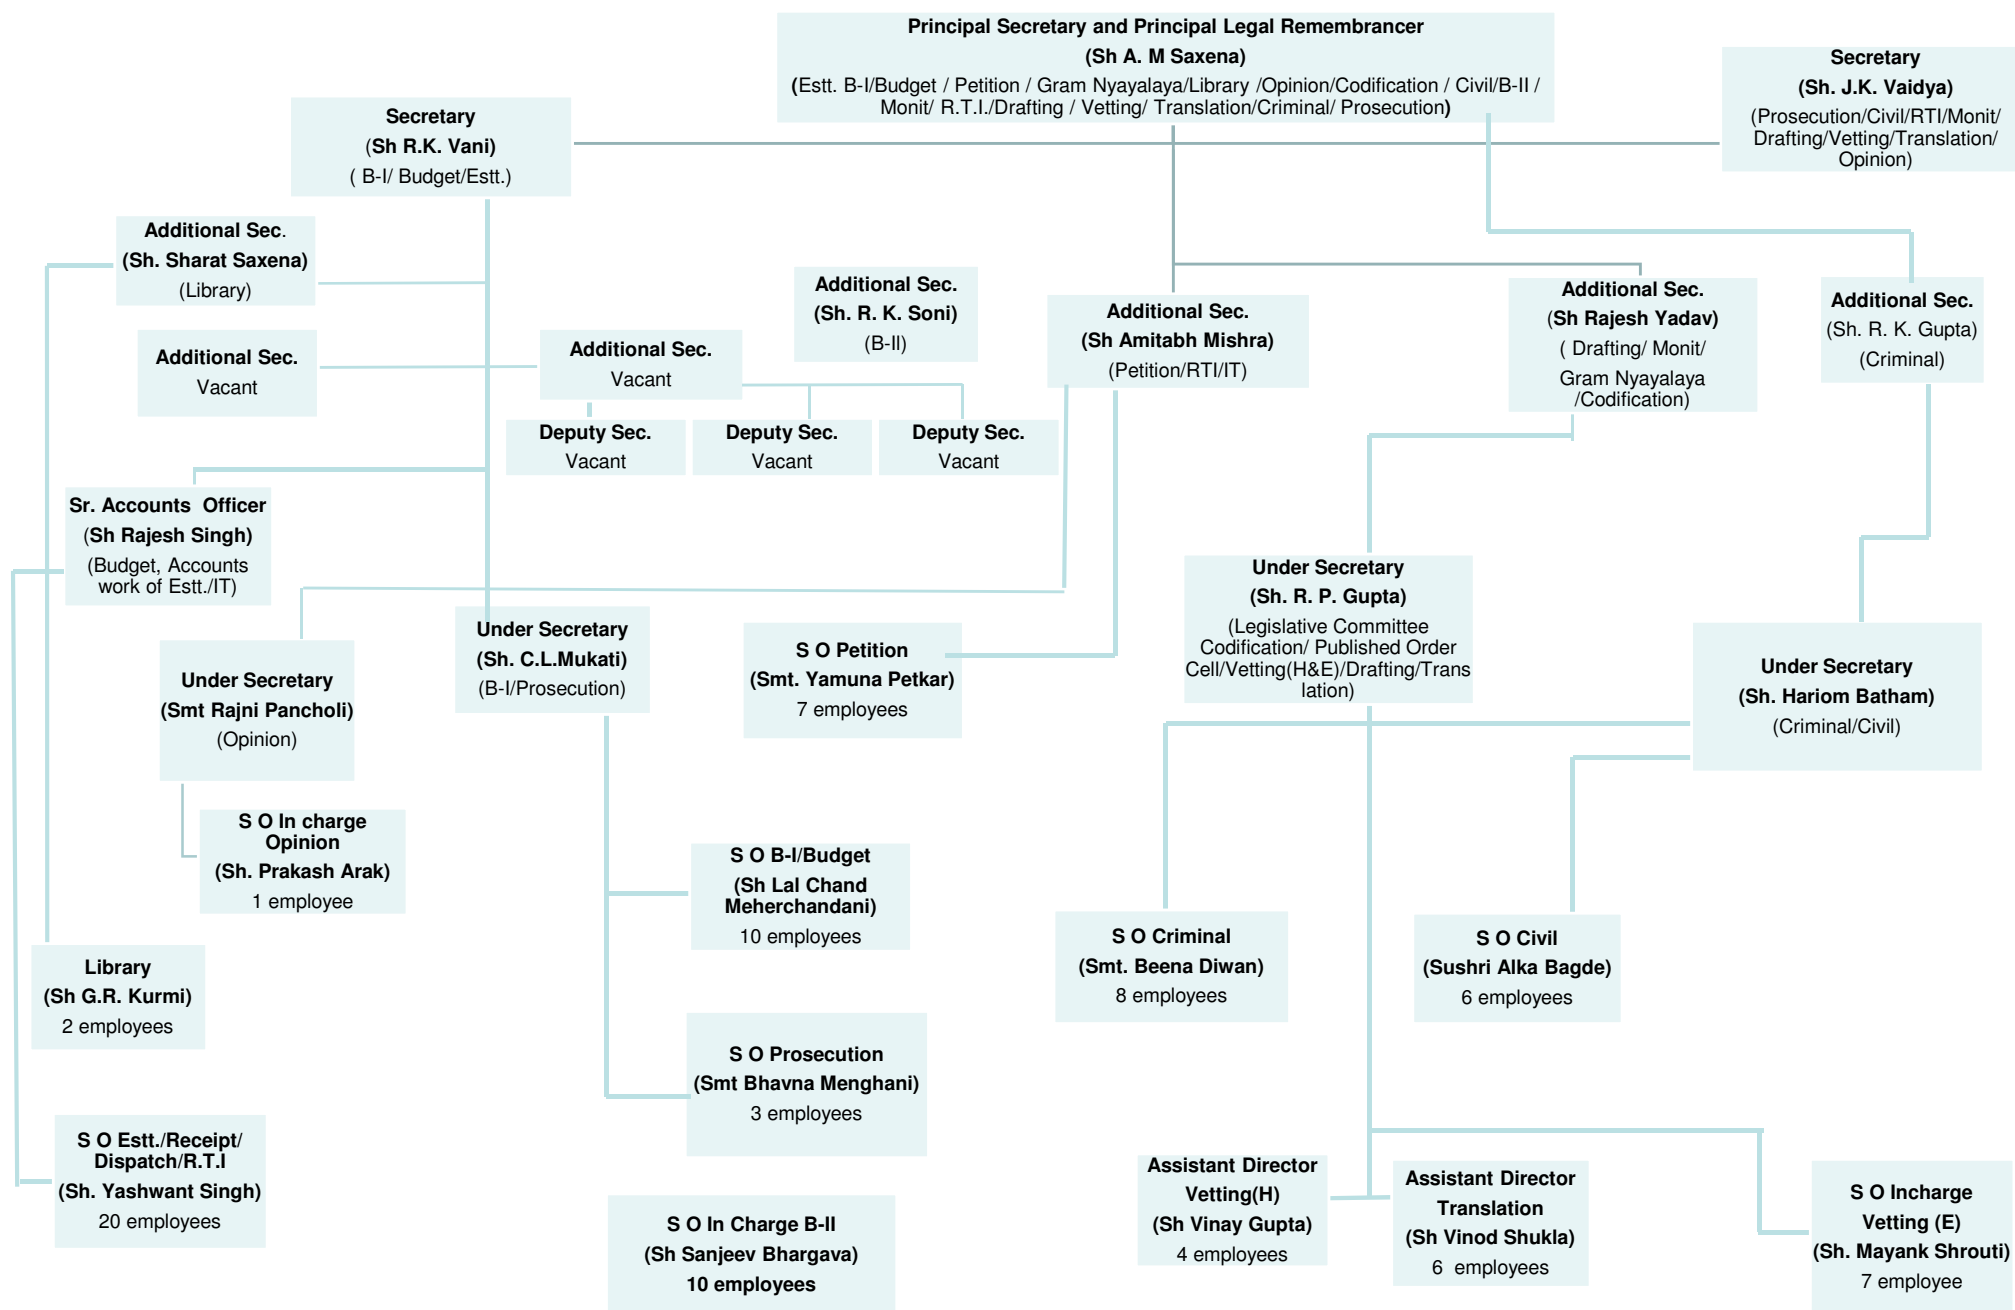 Principal Secretary and Principal Legal Remembrancer
(Sh A. M Saxena)
(Estt. B-I/Budget / Petition / Gram Nyayalaya/Library /Opinion/Codification / Civil/B-II /
Monit/ R.T.I./Drafting / Vetting/ Translation/Criminal/ Prosecution)
Secretary
(Sh. J.K. Vaidya)
(Prosecution/Civil/RTI/Monit/
Drafting/Vetting/Translation/
Opinion)
Secretary
(Sh R.K. Vani)
( B-I/ Budget/Estt.)
Additional Sec.
(Sh. Sharat Saxena)
(Library)
Additional Sec.
(Sh. R. K. Soni)
(B-II)
Additional Sec.
(Sh Amitabh Mishra)
(Petition/RTI/IT)
Additional Sec.
(Sh Rajesh Yadav)
( Drafting/ Monit/
Gram Nyayalaya
/Codification)
Additional Sec.
(Sh. R. K. Gupta)
(Criminal)
Additional Sec.
Vacant
Additional Sec.
Vacant
Deputy Sec.
Vacant
Deputy Sec.
Vacant
Deputy Sec.
Vacant
Sr. Accounts Officer
(Sh Rajesh Singh)
(Budget, Accounts
work of Estt./IT)
Under Secretary
(Sh. R. P. Gupta)
(Legislative Committee
Codification/ Published Order
Cell/Vetting(H&E)/Drafting/Trans
lation)
Under Secretary
(Sh. C.L.Mukati)
(B-I/Prosecution)
S O Petition
(Smt. Yamuna Petkar)
7 employees
Under Secretary
(Smt Rajni Pancholi)
(Opinion)
Under Secretary
(Sh. Hariom Batham)
(Criminal/Civil)
S O In charge
Opinion
(Sh. Prakash Arak)
1 employee
S O B-I/Budget
(Sh Lal Chand
Meherchandani)
10 employees
S O Criminal
(Smt. Beena Diwan)
8 employees
S O Civil
(Sushri Alka Bagde)
6 employees
Library
(Sh G.R. Kurmi)
2 employees
S O Prosecution
(Smt Bhavna Menghani)
3 employees
S O Estt./Receipt/
Dispatch/R.T.I
(Sh. Yashwant Singh)
20 employees
S O In Charge B-II
(Sh Sanjeev Bhargava)
10 employees
Assistant Director
Vetting(H)
(Sh Vinay Gupta)
4 employees
Assistant Director
Translation
(Sh Vinod Shukla)
6 employees
S O Incharge
Vetting (E)
(Sh. Mayank Shrouti)
7 employee